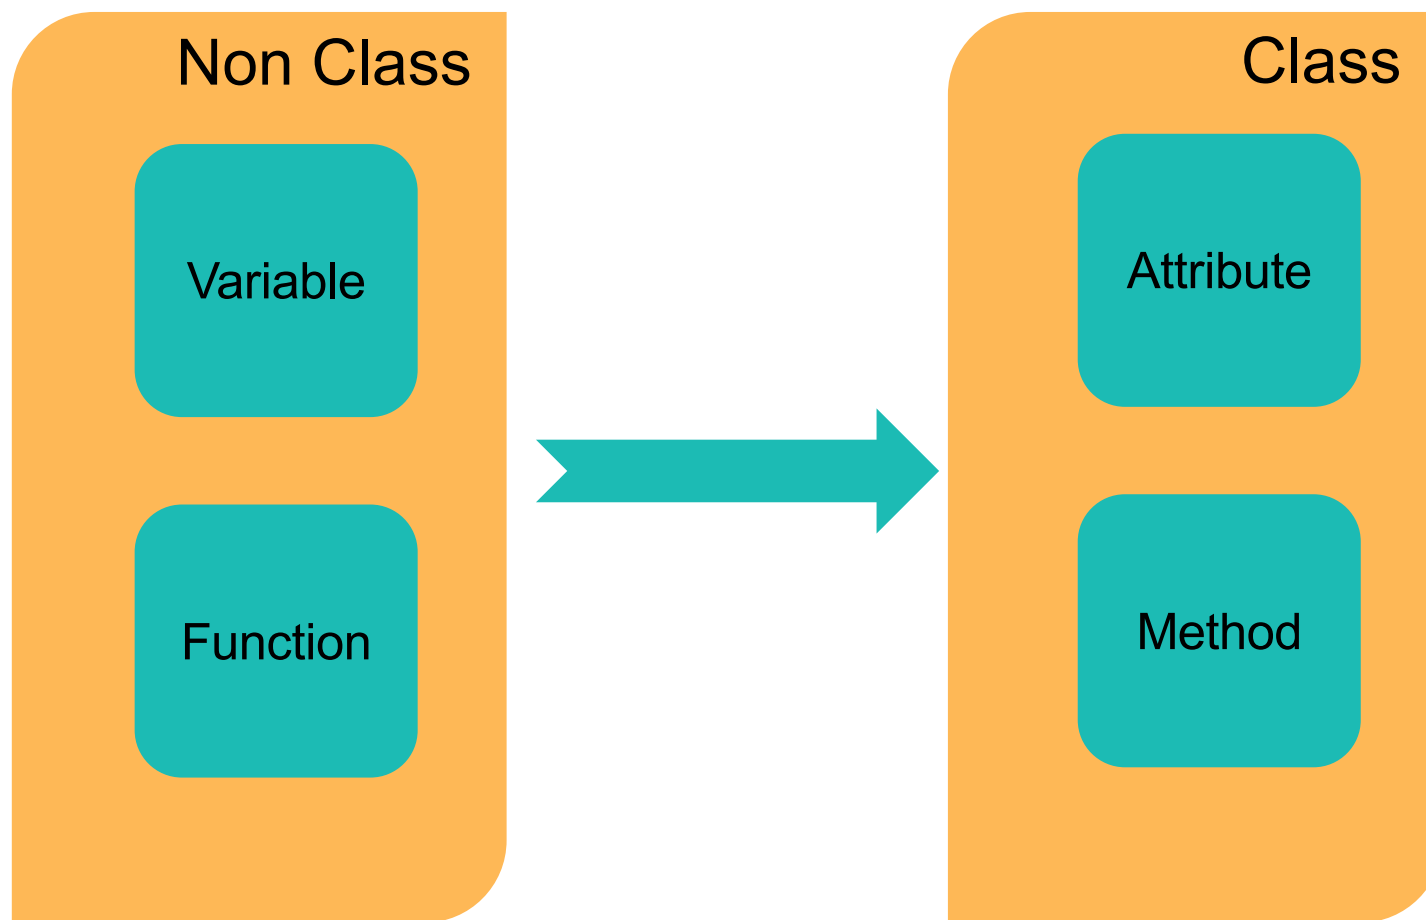 Non Class
Variable
Function
Class
Attribute
Method